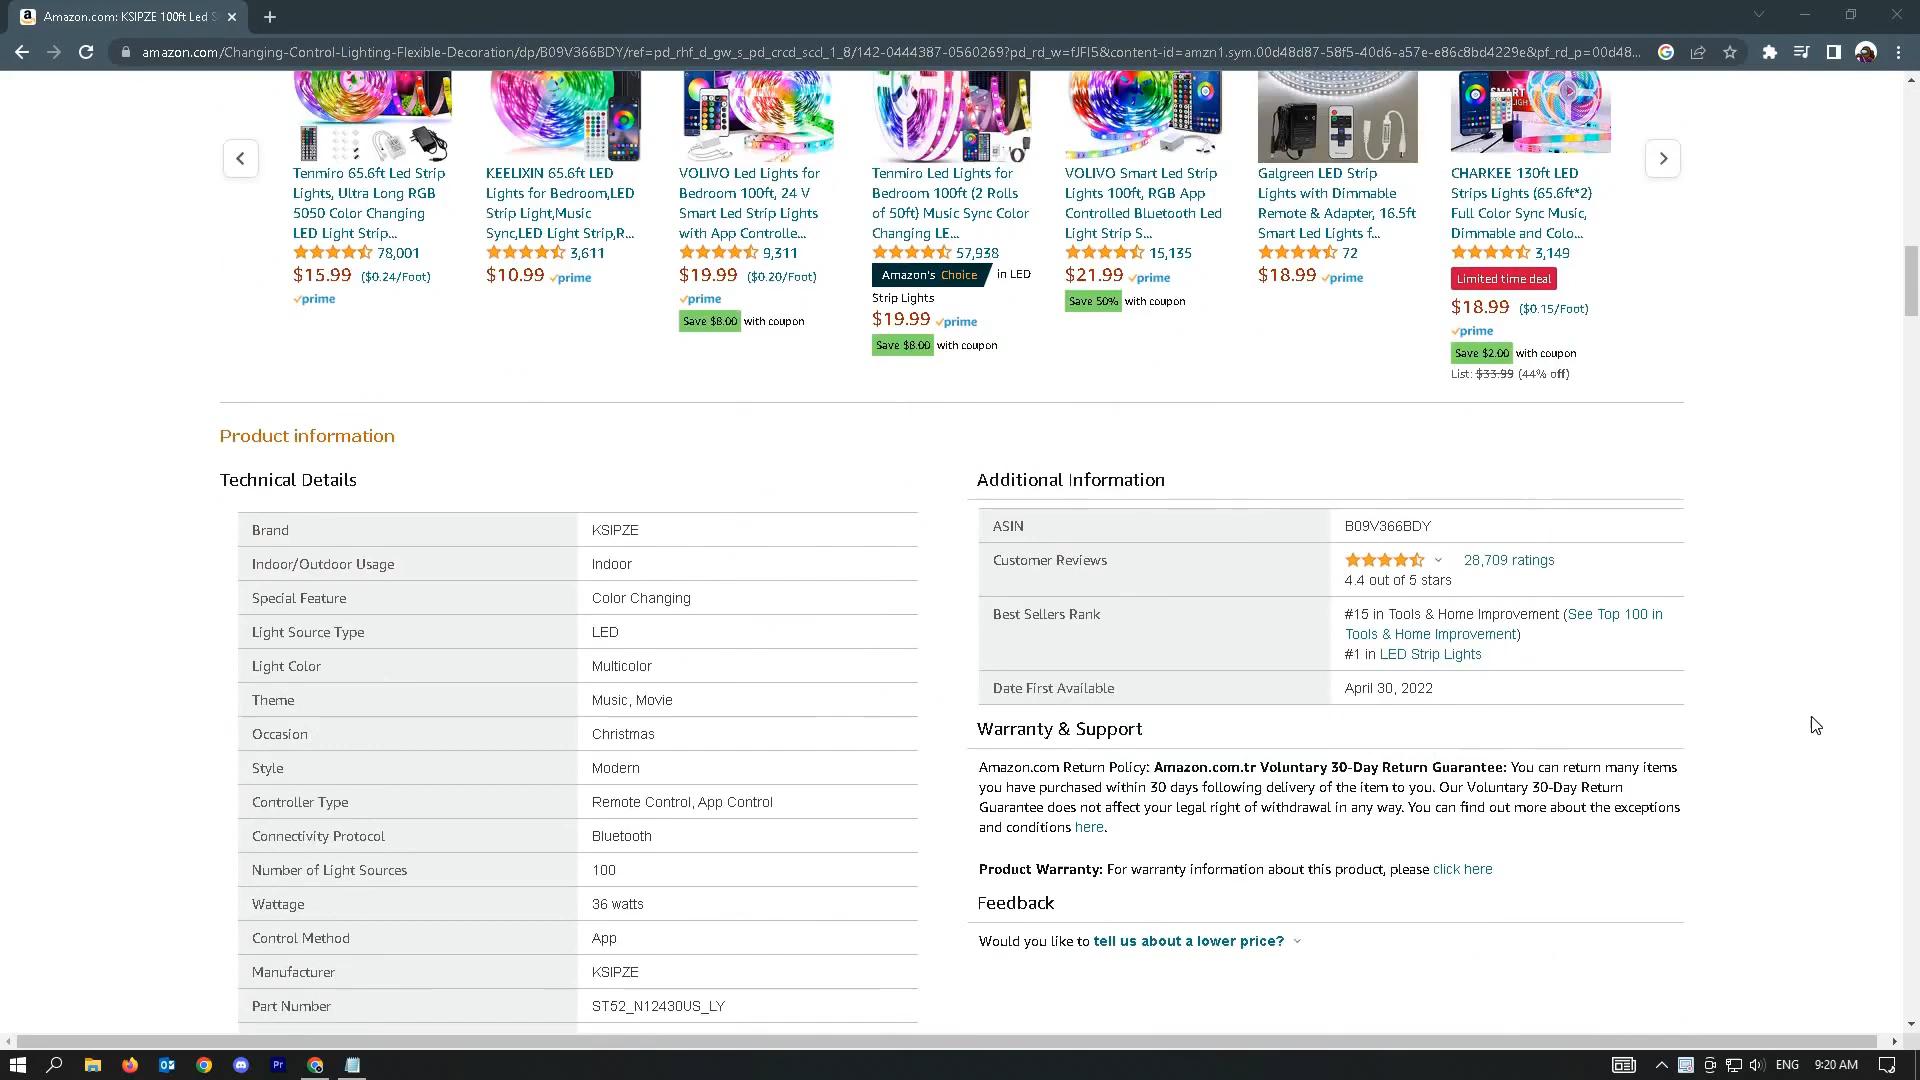 Amazon.com: KSIPZE 100ft Led S
amazon.com/Changing-Control-Lighting-Flexible-Decoration/dp/B09V366BDY/ref=pd_rhf_d_gw_s_pd_crcd_sccl_1_8/142-0444387-0560269?pd_rd_w=fJFI5&content-id=amzn1.sym.00d48d87-58f5-40d6-a57e-e86c8bd4229e&pf_rd_p=00d48...
Tenmiro 65.6ft Led Strip
Lights, Ultra Long RGB
5050 Color Changing
LED Light Strip...
78,001
$15.99 ($0.24/Foot)
prime
KEELIXIN 65.6ft LED
Lights for Bedroom,LED
Strip Light,Music
Sync,LED Light Strip,R...
3,611
$10.99 prime
VOLIVO Led Lights for
Bedroom 100ft, 24 V
Smart Led Strip Lights
with App Controlle...
9,311
$19.99 ($0.20/Foot)
prime
Save $8.00 with coupon
Tenmiro Led Lights for
Bedroom 100ft (2 Rolls
of 50ft) Music Sync Color
Changing LE...
57,938
Amazon's Choice in LED
Strip Lights
$19.99 prime
Save $8.00 with coupon
VOLIVO Smart Led Strip
Lights 100ft, RGB App
Controlled Bluetooth Led
Light Strip S...
15,135
$21.99 prime
Save 50% with coupon
Galgreen LED Strip
Lights with Dimmable
Remote & Adapter, 16.5ft
Smart Led Lights f...
72
$18.99 prime
SMART
CHARKEE 130ft LED
Strips Lights (65.6ft*2)
Full Color Sync Music,
Dimmable and Colo...
3,149
Limited time deal
$18.99 ($0.15/Foot)
prime
Save $2.00 with coupon
List: $33.99 (44% off)
Product information
Technical Details
Brand KSIPZE
Indoor/Outdoor Usage Indoor
Special Feature Color Changing
Light Source Type LED
Light Color Multicolor
Theme Music, Movie
Occasion Christmas
Style Modern
Controller Type Remote Control, App Control
Connectivity Protocol Bluetooth
Number of Light Sources 100
Wattage 36 watts
Control Method App
Manufacturer KSIPZE
Part Number ST52_N12430US_LY
Additional Information
ASIN B09V366BDY
Customer Reviews 28,709 ratings
4.4 out of 5 stars
Best Sellers Rank #15 in Tools & Home Improvement (See Top 100 in
Tools & Home Improvement)
#1 in LED Strip Lights
Date First Available April 30, 2022
Warranty & Support
Amazon.com Return Policy: Amazon.com.tr Voluntary 30-Day Return Guarantee: You can return many items
you have purchased within 30 days following delivery of the item to you. Our Voluntary 30-Day Return
Guarantee does not affect your legal right of withdrawal in any way. You can find out more about the exceptions
and conditions here.
Product Warranty: For warranty information about this product, please click here
Feedback
Would you like to tell us about a lower price?
Pr
ENG
9:20 AM